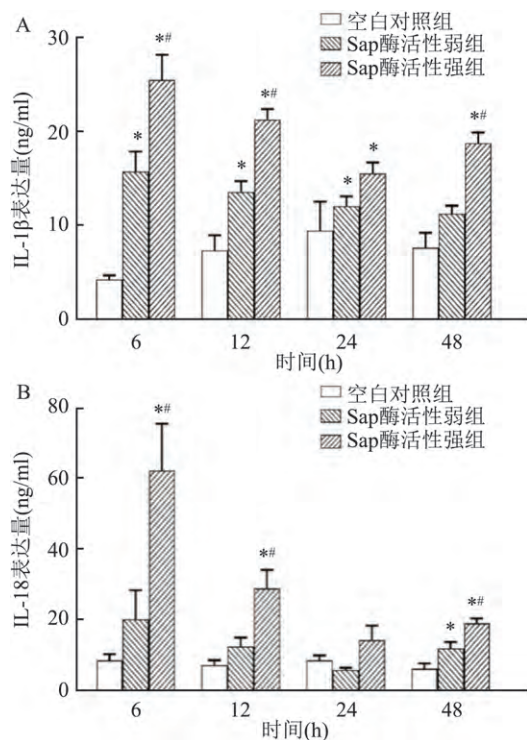 A
空白对照组
Sap酶活性弱组
Sap酶活性强组
IL-1β表达量(ng/ml)
30
20
10
0
*
*#
*
*#
*
*
*#
6 12 24 48
时间(h)
B
空白对照组
Sap酶活性弱组
Sap酶活性强组
IL-18表达量(ng/ml)
80
60
40
20
0
*#
*#
*
*#
6 12 24 48
时间(h)